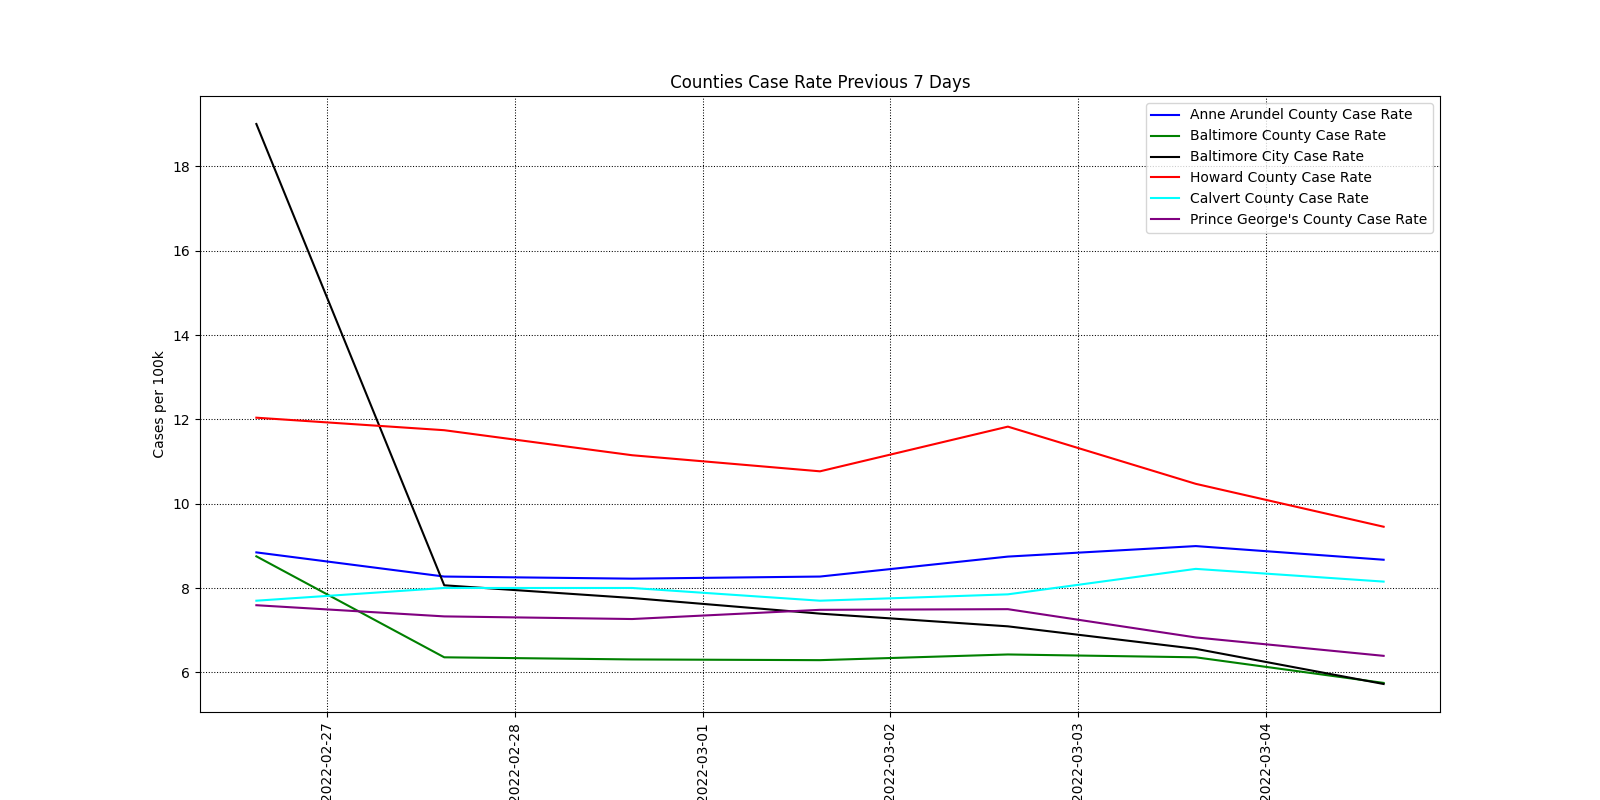 Counties Case Rate Previous 7 Days
Anne Arundel County Case Rate
Baltimore County Case Rate
Baltimore City Case Rate
Howard County Case Rate
Calvert County Case Rate
Prince George's County Case Rate
Cases per 100k
18
16
14
12
10
8
6
2022-02-27
2022-02-28
2022-03-01
2022-03-02
2022-03-03
2022-03-04